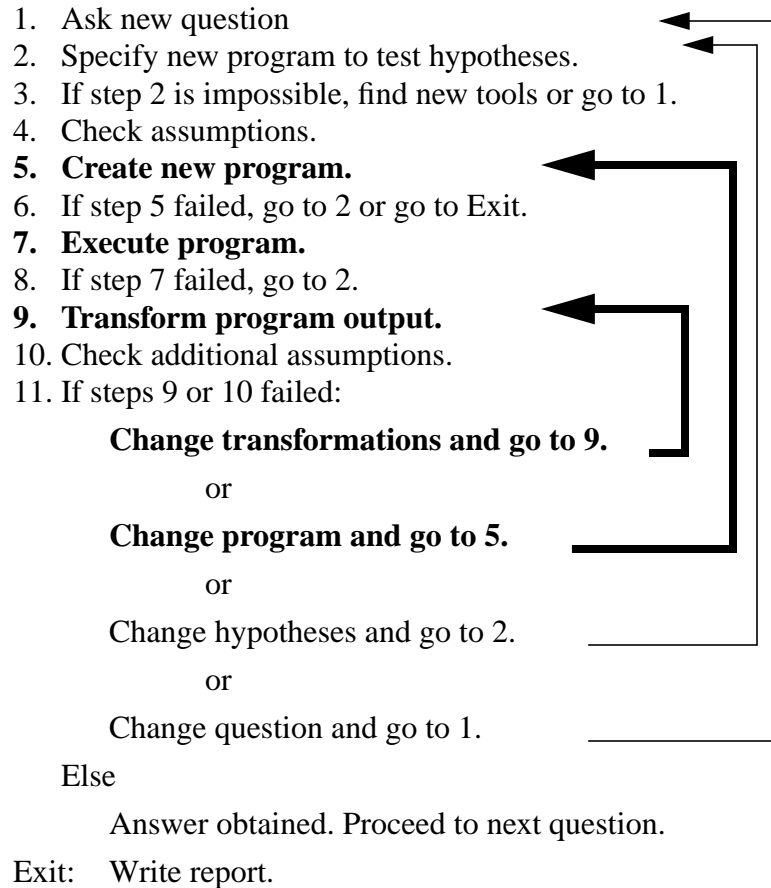 1. Ask new question
2. Specify new program to test hypotheses.
3. If step 2 is impossible, find new tools or go to 1.
4. Check assumptions.
5. Create new program.
6. If step 5 failed, go to 2 or go to Exit.
7. Execute program.
8. If step 7 failed, go to 2.
9. Transform program output.
10. Check additional assumptions.
11. If steps 9 or 10 failed:
Change transformations and go to 9.
or
Change program and go to 5.
or
Change hypotheses and go to 2.
or
Change question and go to 1.
Else
Answer obtained. Proceed to next question.
Exit: Write report.